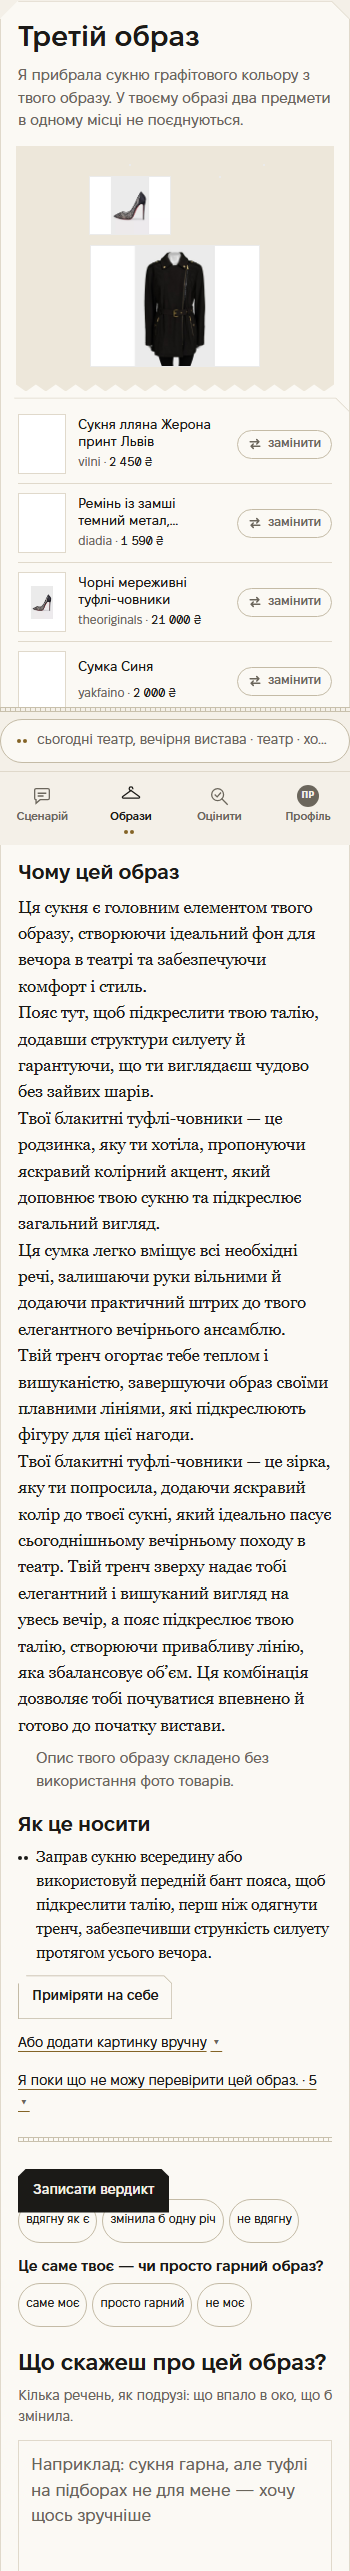 Третій образ
Я прибрала сукню графітового кольору з
твого образу. У твоєму образі два предмети
в одному місці не поєднуються.
Сукня лляна Жерона
принт Львів
vilni · 2 450 ₴
замінити
Ремінь із замші
темний метал,...
diadia · 1 590 ₴
замінити
Чорні мереживні
туфлі-човники
theoriginals · 21 000 ₴
замінити
Сумка Синя
yakfaino · 2 000 ₴
замінити
сьогодні театр, вечірня вистава · театр · хо...
Сценарій
Образи
Оцінити
ПР
Профіль
Чому цей образ
Ця сукня є головним елементом твого
образу, створюючи ідеальний фон для
вечора в театрі та забезпечуючи
комфорт і стиль.
Пояс тут, щоб підкреслити твою талію,
додавши структури силуету й
гарантуючи, що ти виглядаєш чудово
без зайвих шарів.
Твої блакитні туфлі-човники — це
родзинка, яку ти хотіла, пропонуючи
яскравий колірний акцент, який
доповнює твою сукню та підкреслює
загальний вигляд.
Ця сумка легко вміщує всі необхідні
речі, залишаючи руки вільними й
додаючи практичний штрих до твого
елегантного вечірнього ансамблю.
Твій тренч огортає тебе теплом і
вишуканістю, завершуючи образ своїми
плавними лініями, які підкреслюють
фігуру для цієї нагоди.
Твої блакитні туфлі-човники — це зірка,
яку ти попросила, додаючи яскравий
колір до твоєї сукні, який ідеально пасує
сьогоднішньому вечірньому походу в
театр. Твій тренч зверху надає тобі
елегантний і вишуканий вигляд на
увесь вечір, а пояс підкреслює твою
талію, створюючи привабливу лінію,
яка збалансовує об’єм. Ця комбінація
дозволяє тобі почуватися впевнено й
готово до початку вистави.
Опис твого образу складено без
використання фото товарів.
Як це носити
Заправ сукню всередину або
використовуй передній бант пояса, щоб
підкреслити талію, перш ніж одягнути
тренч, забезпечивши стрункість силуету
протягом усього вечора.
Приміряти на себе
Або додати картинку вручну
Я поки що не можу перевірити цей образ. · 5
Записати вердикт
вдягну як є
змінила б одну річ
не вдягну
Це саме твоє — чи просто гарний образ?
саме моє
просто гарний
не моє
Що скажеш про цей образ?
Кілька речень, як подрузі: що впало в око, що б
змінила.
Наприклад: сукня гарна, але туфлі
на підборах не для мене — хочу
щось зручніше